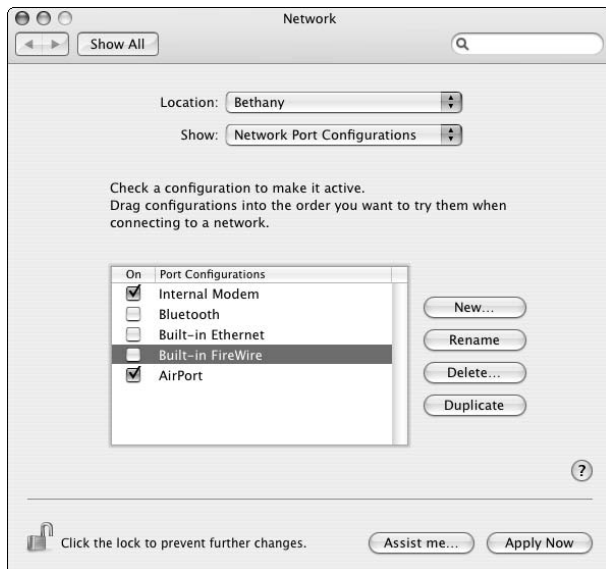 Network
Show All
Location: Bethany
Show: Network Port Configurations
Check a configuration to make it active.
Drag configurations into the order you want to try them when
connecting to a network.
On Port Configurations
Internal Modem
Bluetooth
Built-in Ethernet
Built-in FireWire
AirPort
New...
Rename
Delete...
Duplicate
?
Click the lock to prevent further changes.
Assist me...
Apply Now